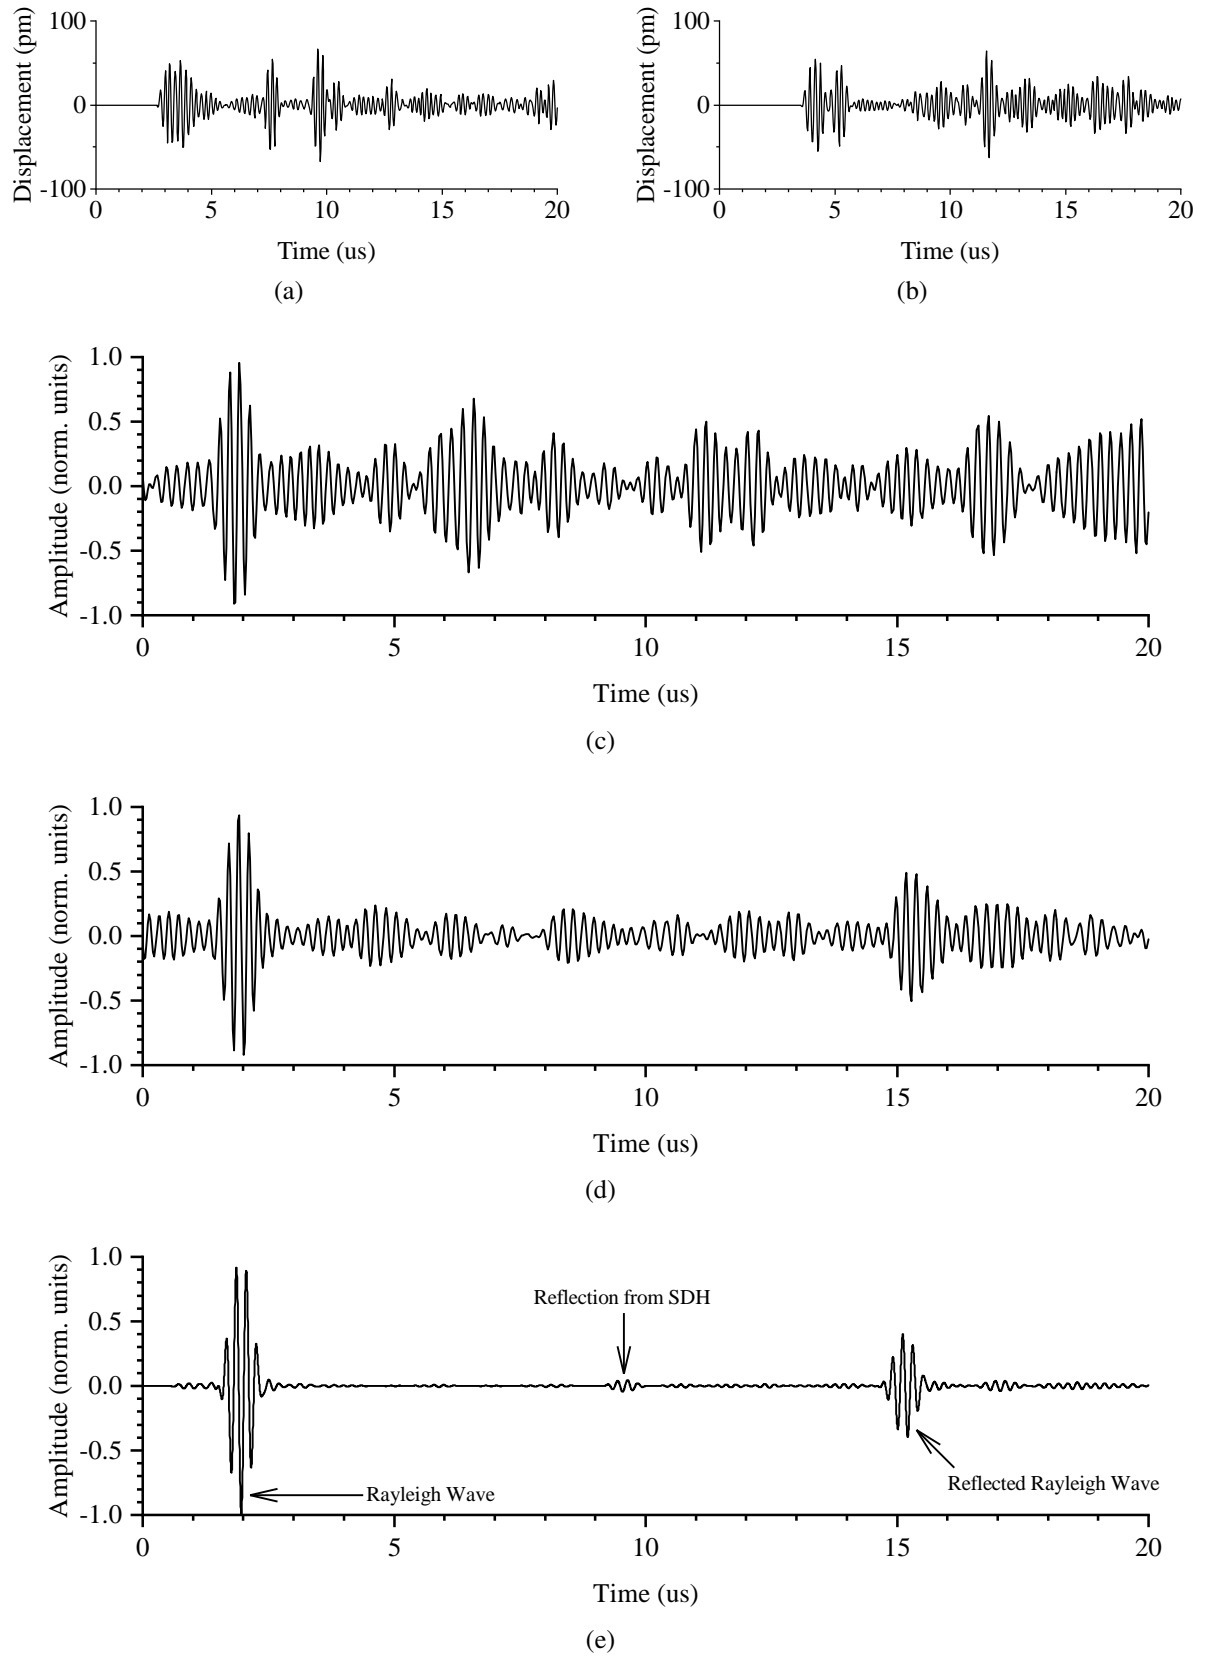 Displacement (pm)
100
0
-100
0 5 10 15 20
Time (us)
(a)
Displacement (pm)
100
0
-100
0 5 10 15 20
Time (us)
(b)
Amplitude (norm. units)
1.0
0.5
0.0
-0.5
-1.0
0 5 10 15 20
Time (us)
(c)
Amplitude (norm. units)
1.0
0.5
0.0
-0.5
-1.0
0 5 10 15 20
Time (us)
(d)
Amplitude (norm. units)
1.0
0.5
0.0
-0.5
-1.0
Reflection from SDH
Reflected Rayleigh Wave
Rayleigh Wave
0 5 10 15 20
Time (us)
(e)